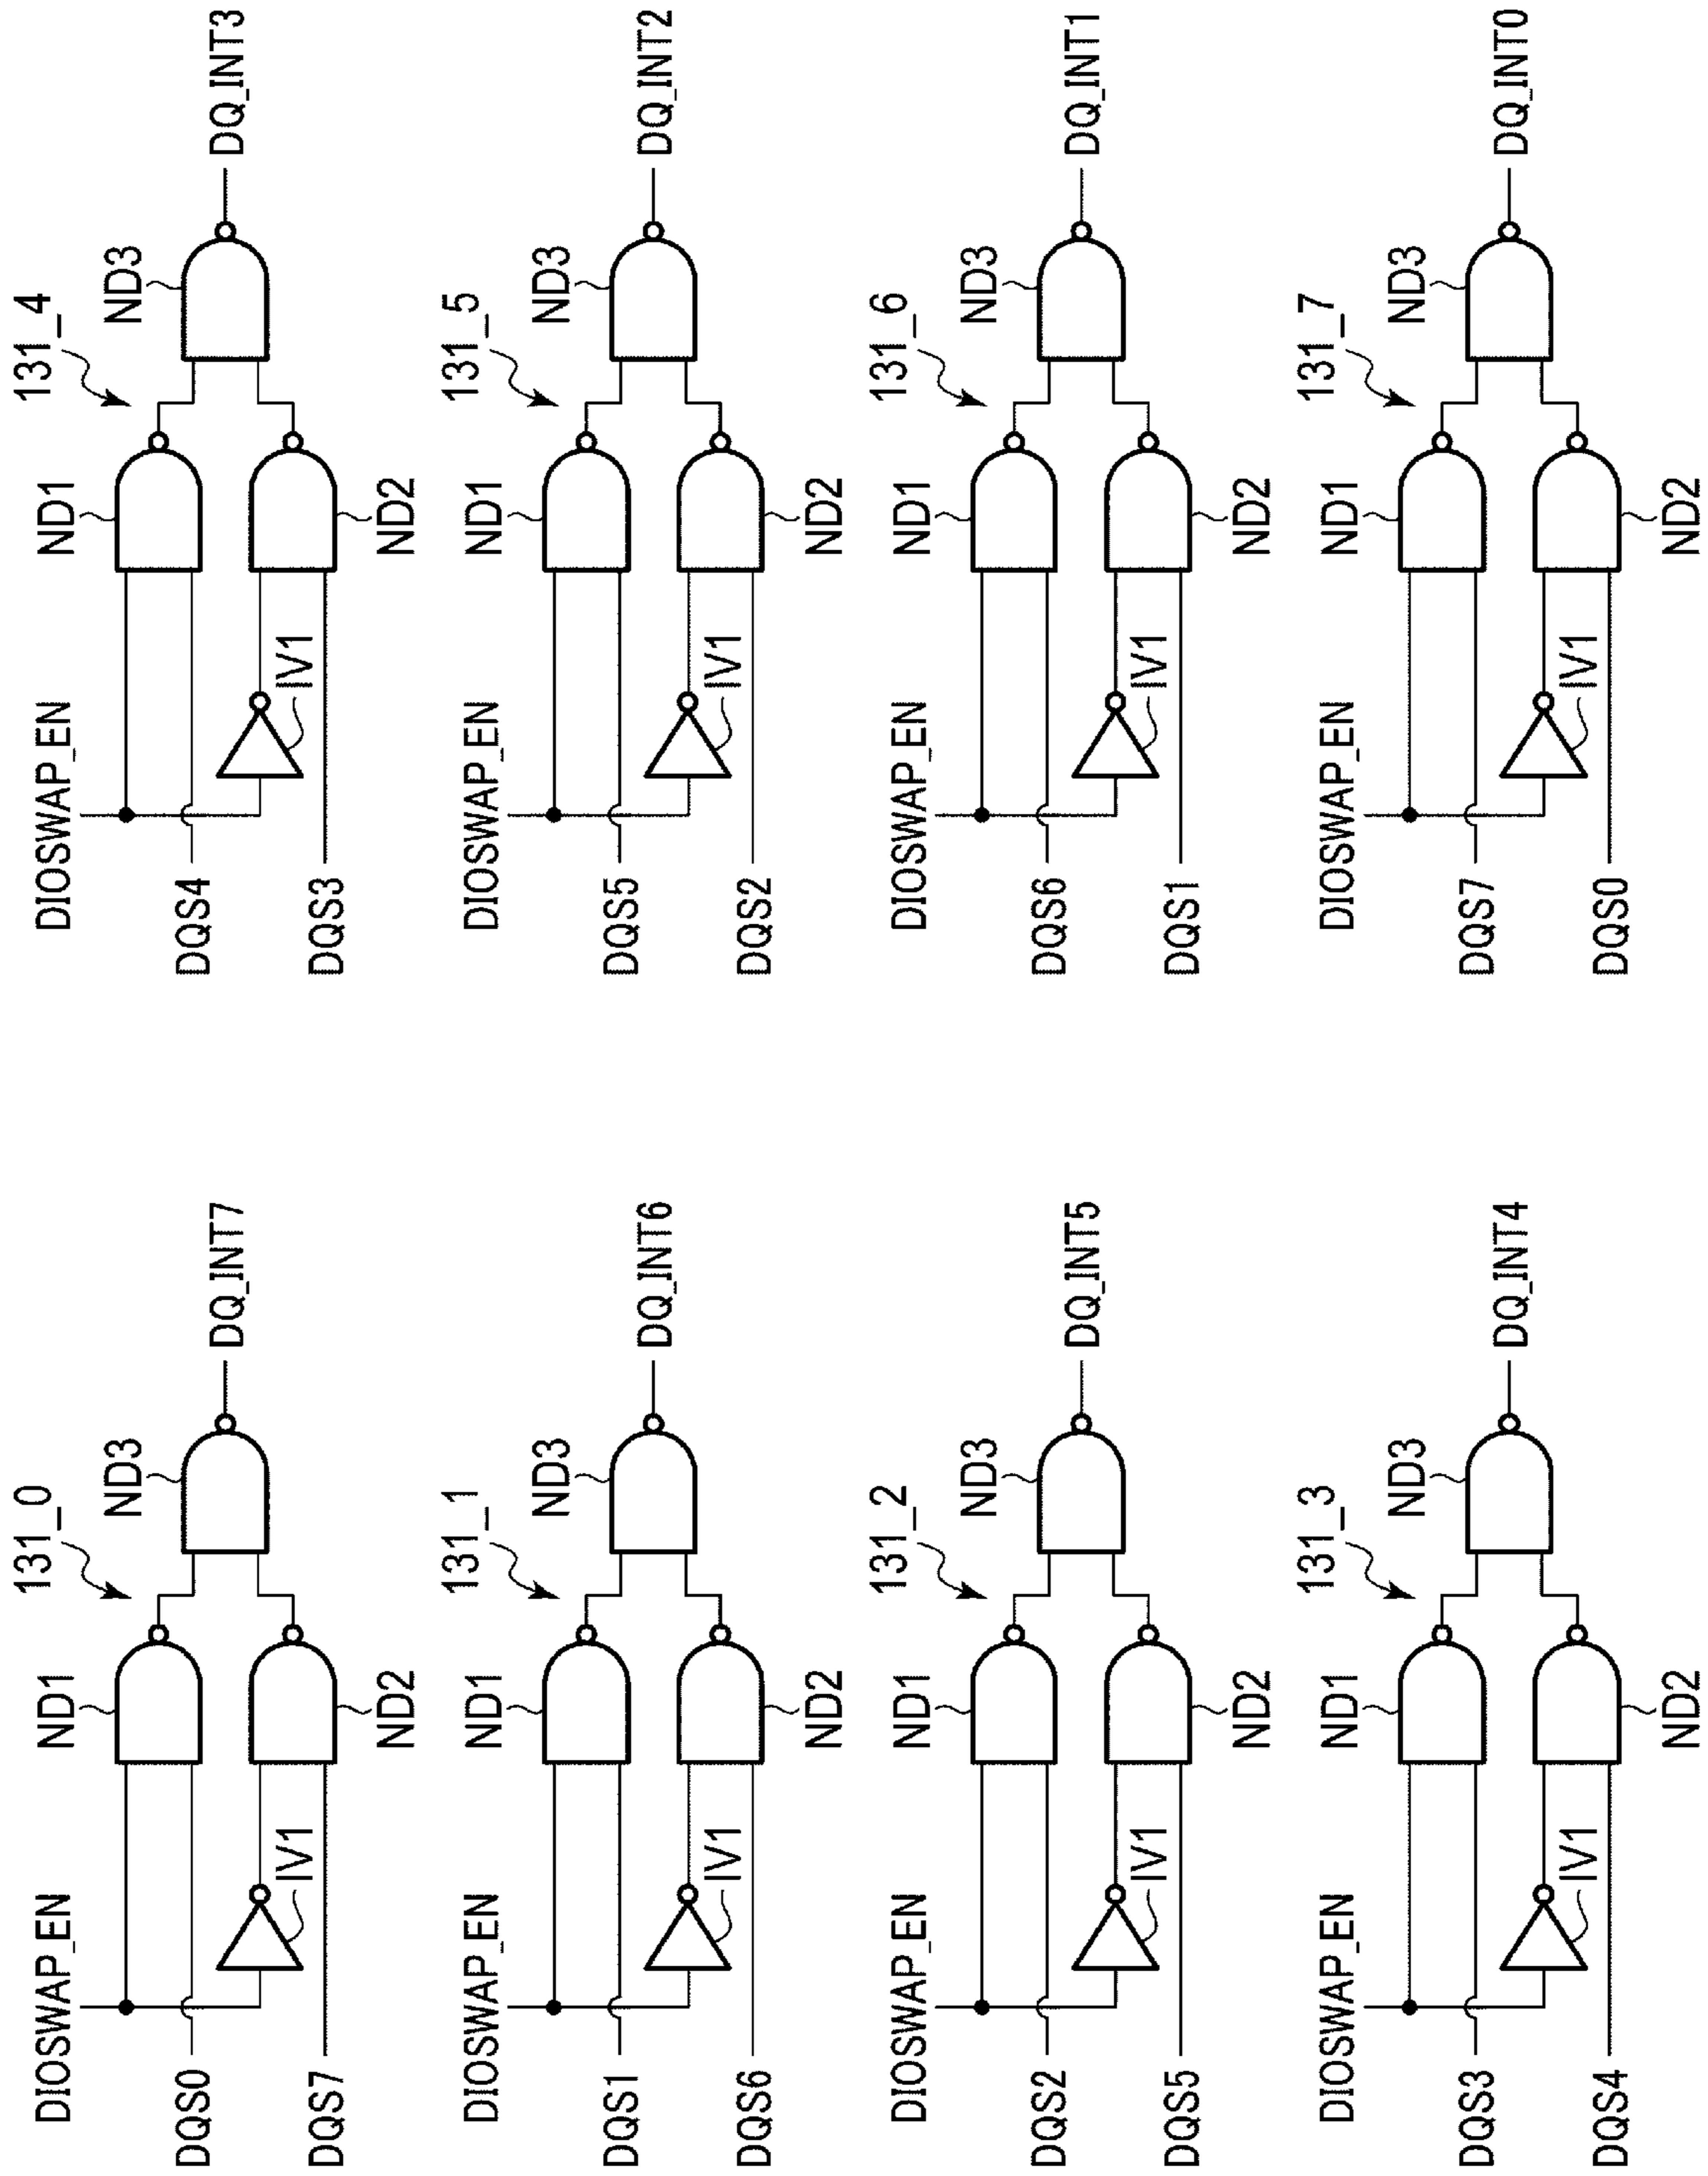 131_0
DIOSWAP_EN
ND1
ND3
DQS0
DQ_INT7
IV1
DQS7
ND2
131_1
DIOSWAP_EN
ND1
ND3
DQS1
DQ_INT6
IV1
DQS6
ND2
131_2
DIOSWAP_EN
ND1
ND3
DQS2
DQ_INT5
IV1
DQS5
ND2
131_3
DIOSWAP_EN
ND1
ND3
DQS3
DQ_INT4
IV1
DQS4
ND2
131_4
DIOSWAP_EN
ND1
ND3
DQS4
DQ_INT3
IV1
DQS3
ND2
131_5
DIOSWAP_EN
ND1
ND3
DQS5
DQ_INT2
IV1
DQS2
ND2
131_6
DIOSWAP_EN
ND1
ND3
DQS6
DQ_INT1
IV1
DQS1
ND2
131_7
DIOSWAP_EN
ND1
ND3
DQS7
DQ_INT0
IV1
DQS0
ND2